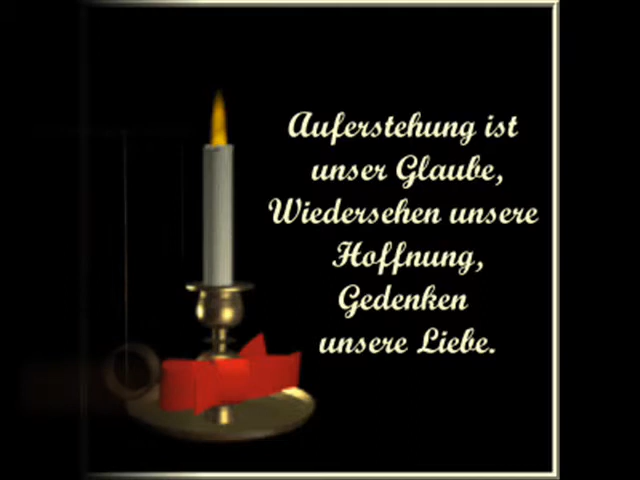 Auferstehung ist
unser Glaube,
Wiedersehen unsere
Hoffnung,
Gedenken
unsere Liebe.